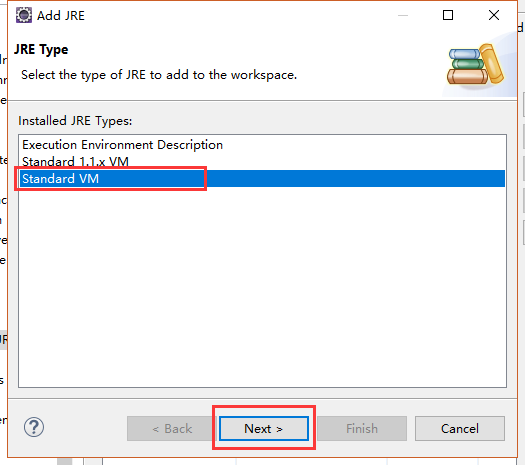 Add JRE
JRE Type
Select the type of JRE to add to the workspace.
Installed JRE Types:
Execution Environment Description
Standard 1.1.x VM
Standard VM
?
< Back
Next >
Finish
Cancel